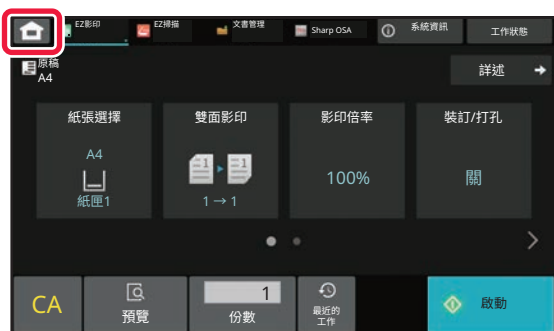 EZ影印
EZ掃描
文書管理
Sharp OSA
系統資訊
工作狀態
原稿
A4
詳述
紙張選擇
雙面影印
影印倍率
裝訂/打孔
A4
紙匣1
1
1
1 → 1
100%
關
CA
預覽
1
份數
最近的
工作
啟動